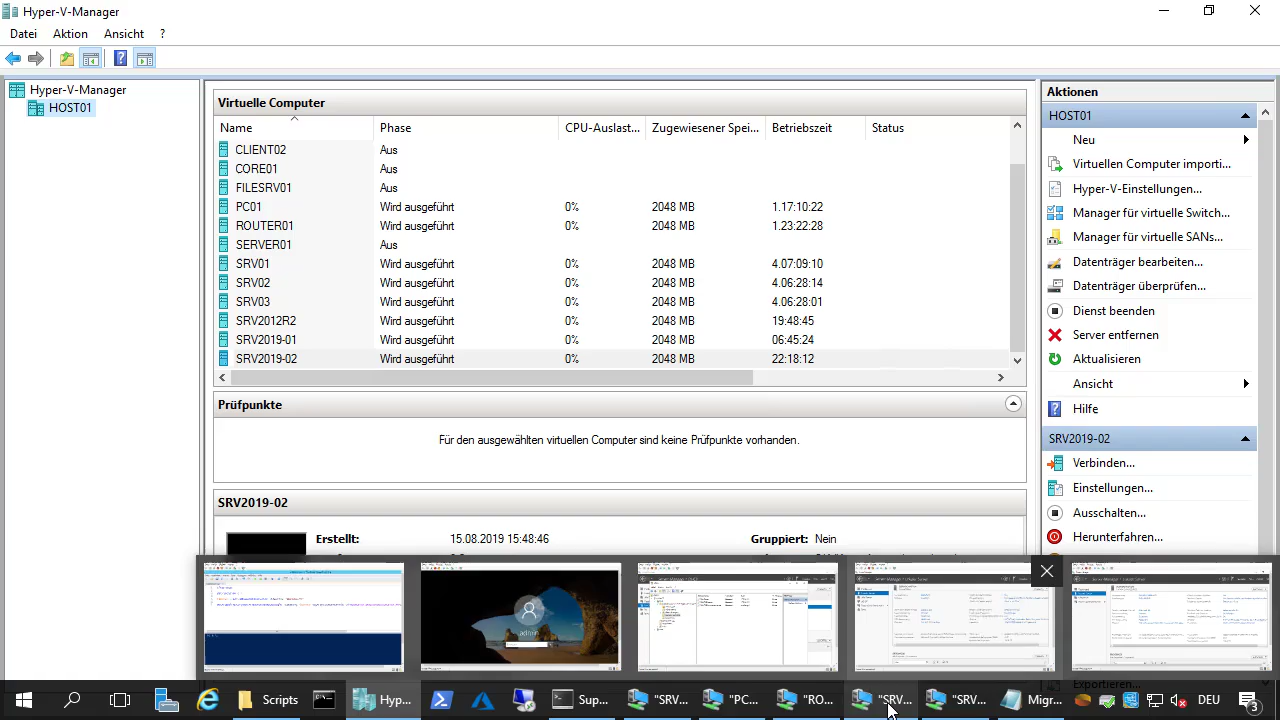 Hyper-V-Manager
Datei Aktion Ansicht ?
Hyper-V-Manager
HOST01
Virtuelle Computer
Name Phase CPU-Auslast... Zugewiesener Spei... Betriebszeit Status
CLIENT02 Aus
CORE01 Aus
FILESRV01 Aus
PC01 Wird ausgeführt 0% 2048 MB 1.17:10:22
ROUTER01 Wird ausgeführt 0% 2048 MB 1.23:22:28
SERVER01 Aus
SRV01 Wird ausgeführt 0% 2048 MB 4.07:09:10
SRV02 Wird ausgeführt 0% 2048 MB 4.06:28:14
SRV03 Wird ausgeführt 0% 2048 MB 4.06:28:01
SRV2012R2 Wird ausgeführt 0% 2048 MB 19:48:45
SRV2019-01 Wird ausgeführt 0% 2048 MB 06:45:24
SRV2019-02 Wird ausgeführt 0% 2048 MB 22:18:12
Prüfpunkte
Für den ausgewählten virtuellen Computer sind keine Prüfpunkte vorhanden.
SRV2019-02
Erstellt: 15.08.2019 15:48:46 Gruppiert: Nein
Aktionen
HOST01
Neu
Virtuellen Computer importi...
Hyper-V-Einstellungen...
Manager für virtuelle Switch...
Manager für virtuelle SANs...
Datenträger bearbeiten...
Datenträger überprüfen...
Dienst beenden
Server entfernen
Aktualisieren
Ansicht
Hilfe
SRV2019-02
Verbinden...
Einstellungen...
Ausschalten...
Herunterfahren...
Exportieren...
admin
Scripts Hyp... Sup... "SRV... "PC... "RO... "SRV... "SRV... Migr... DEU 3